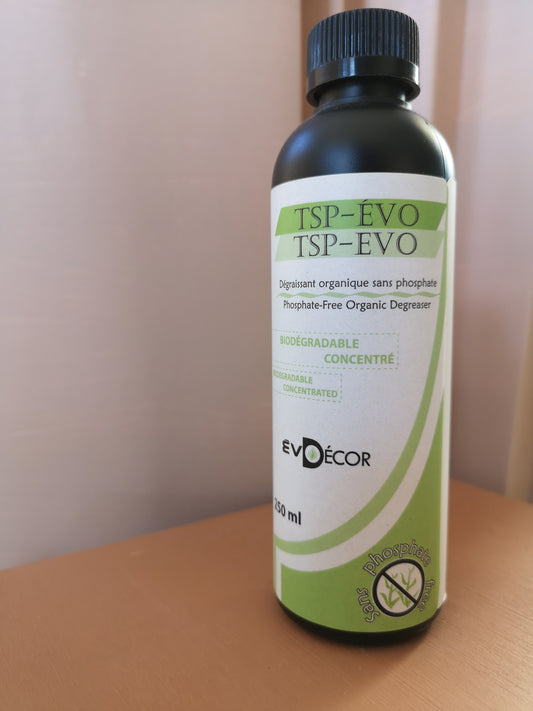 TSP-ÉVO
TSP-EVO
Dégraissant organique sans phosphate
Phosphate-Free Organic Degreaser
BIODÉGRADABLE
CONCENTRÉ
BIODEGRADABLE
CONCENTRATED
ÉVODÉCOR
250 ml
sans phosphate free